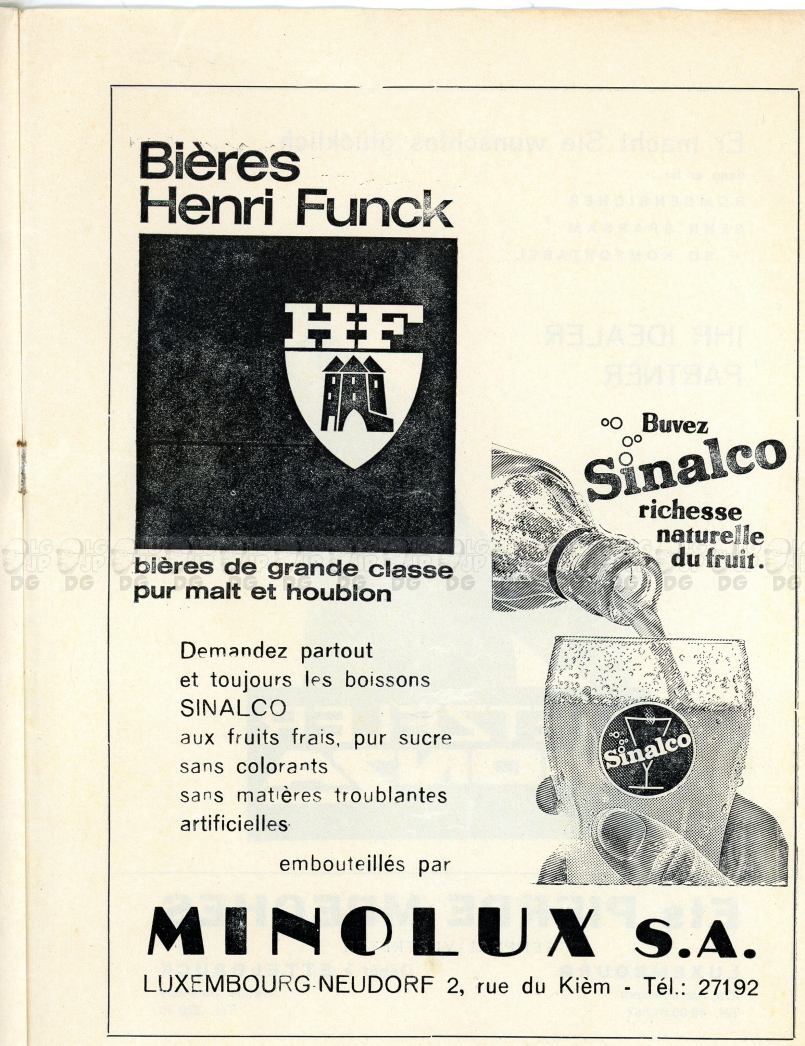 Bières
Henri Funck
HF
bières de grande classe
pur malt et houblon
Buvez
Sinalco
richesse
naturelle
du fruit.
Sinalco
Demandez partout
et toujours les boissons
SINALCO
aux fruits frais, pur sucre
sans colorants
sans matières troublantes
artificielles
embouteillés par
MINOLUX S.A.
LUXEMBOURG-NEUDORF 2, rue du Kièm - Tél.: 27192